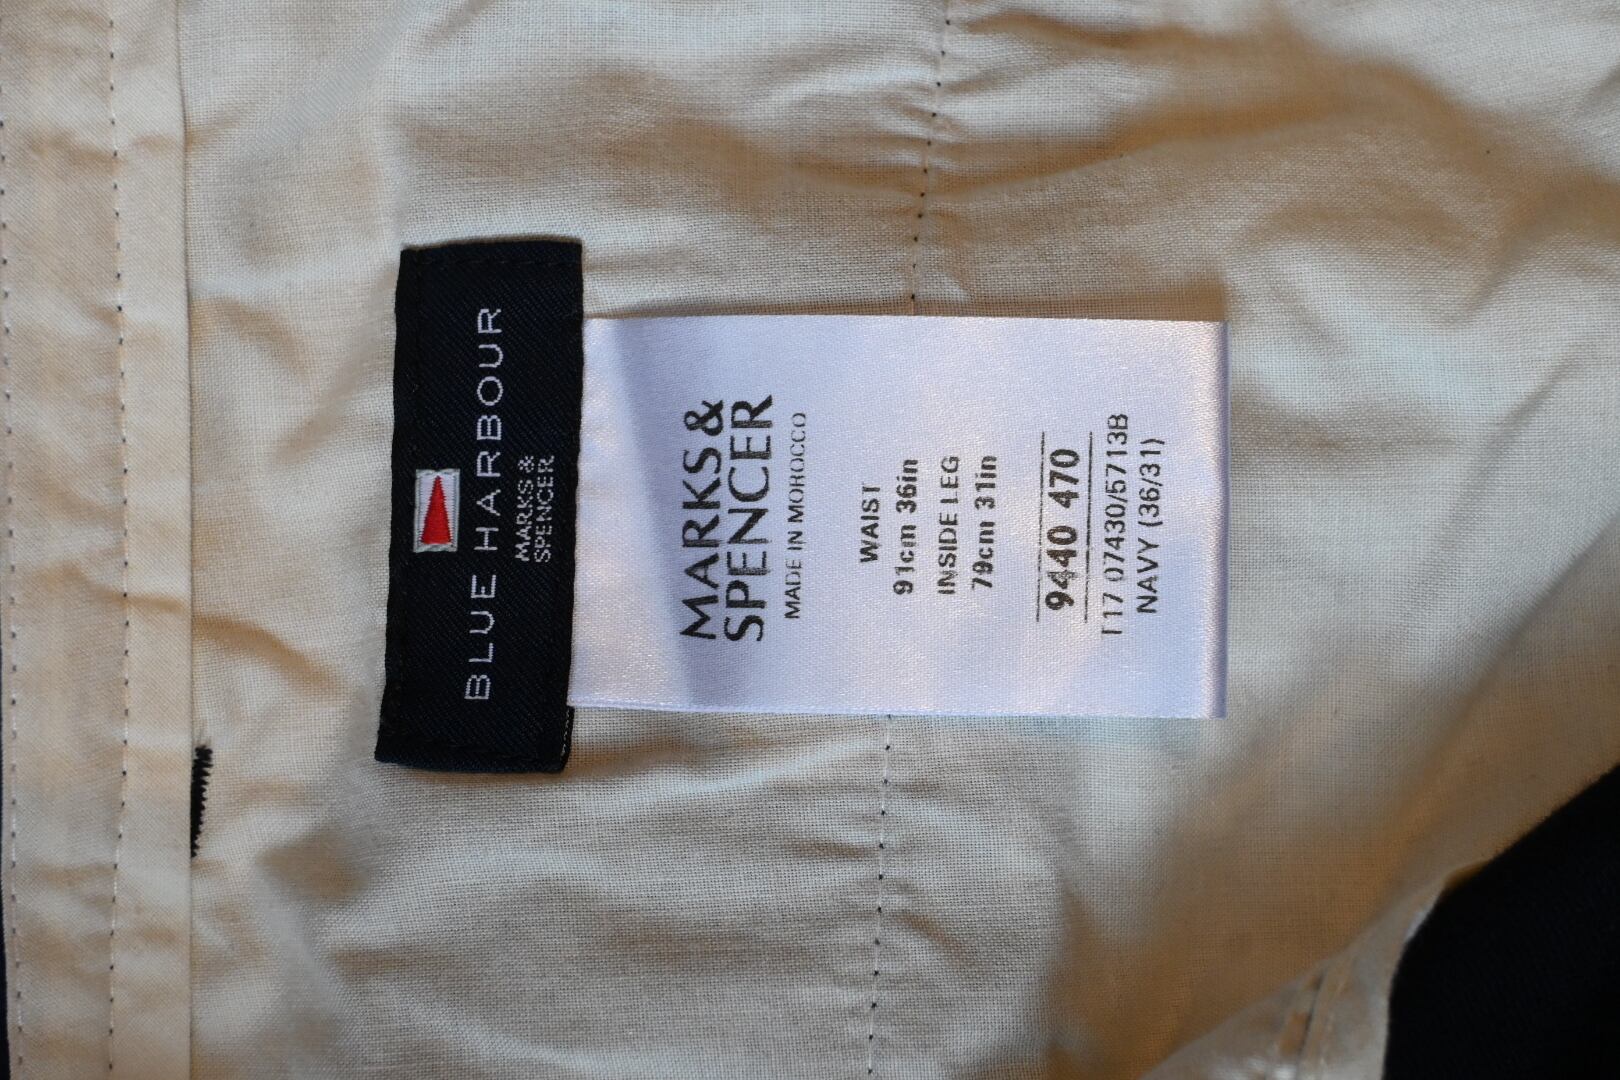 BLUE HARBOUR
MARKS &
SPENCER
MARKS &
SPENCER
MADE IN MOROCCO
WAIST
91cm 36in
INSIDE LEG
79cm 31in
9440 470
T17 07430/5713B
NAVY (36/31)